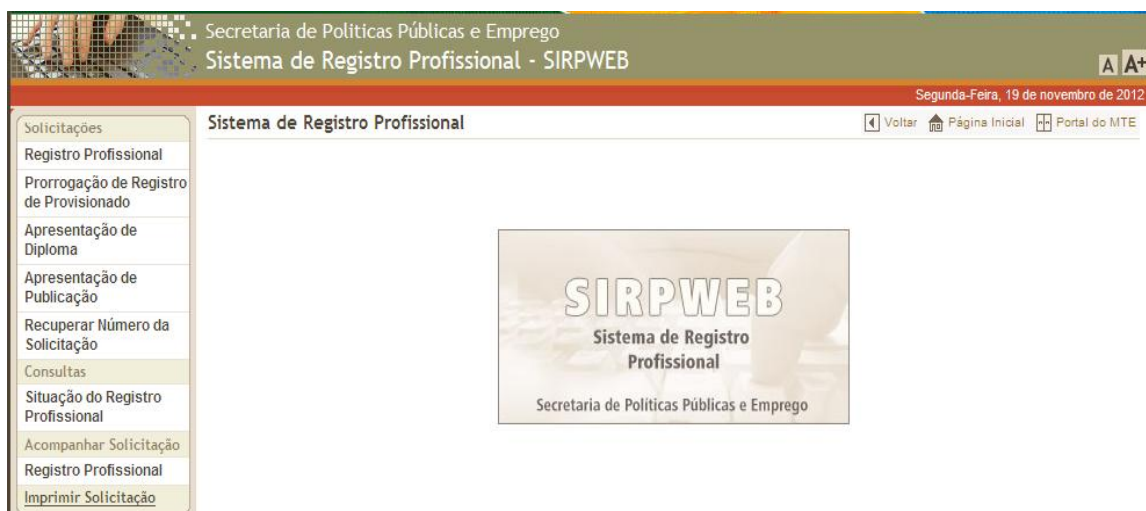 Secretaria de Políticas Públicas e Emprego
Sistema de Registro Profissional - SIRPWEB
A A+
Segunda-Feira, 19 de novembro de 2012
Solicitações
Registro Profissional
Prorrogação de Registro
de Provisionado
Apresentação de
Diploma
Apresentação de
Publicação
Recuperar Número da
Solicitação
Consultas
Situação do Registro
Profissional
Acompanhar Solicitação
Registro Profissional
Imprimir Solicitação
Sistema de Registro Profissional
Voltar Página Inicial Portal do MTE
SIRPWEB
Sistema de Registro
Profissional
Secretaria de Políticas Públicas e Emprego